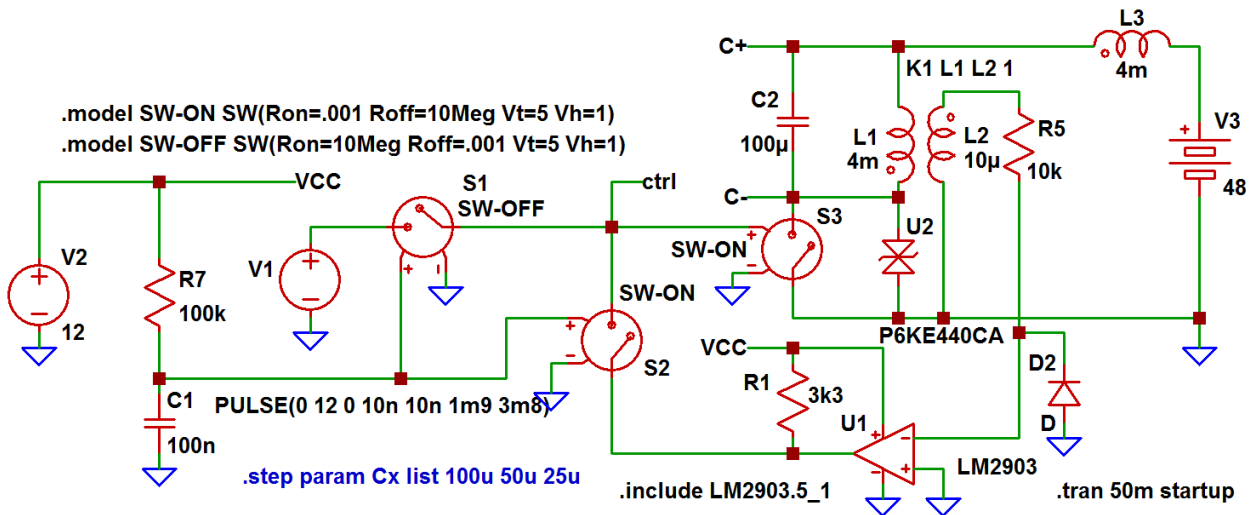 L3
C+
4m
K1 L1 L2 1
C2
.model SW-ON SW(Ron=.001 Roff=10Meg Vt=5 Vh=1)
R5
V3
L1
L2
+
100µ
4m
10µ
10k
.model SW-OFF SW(Ron=10Meg Roff=.001 Vt=5 Vh=1)
VCC
S1
ctrl
C-
48
SW-OFF
S3
U2
V2
V1
+
SW-ON
R7
SW-ON
12
100k
+
S2
P6KE440CA
VCC
D2
R1
C1
PULSE(0 12 0 10n 10n 1m9 3m8)
3k3
U1
D
100n
LM2903
.step param Cx list 100u 50u 25u
.include LM2903.5_1
.tran 50m startup